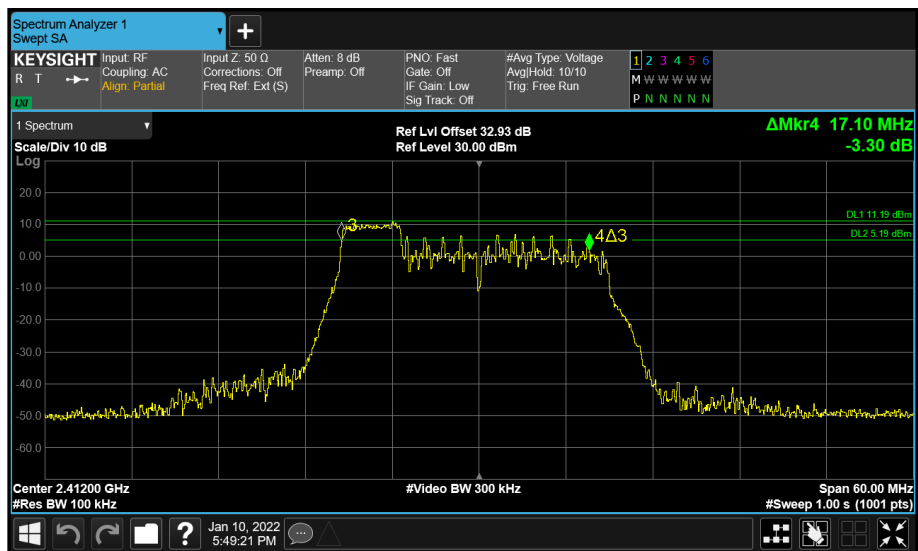 Spectrum Analyzer 1
Swept SA
+
KEYSIGHT
R T
LXI
Input: RF
Coupling: AC
Align: Partial
Input Z: 50 Ω
Corrections: Off
Freq Ref: Ext (S)
Atten: 8 dB
Preamp: Off
PNO: Fast
Gate: Off
IF Gain: Low
Sig Track: Off
#Avg Type: Voltage
Avg|Hold: 10/10
Trig: Free Run
1 2 3 4 5 6
M W W W W W
P N N N N N
1 Spectrum
Scale/Div 10 dB
Log
Ref Lvl Offset 32.93 dB
Ref Level 30.00 dBm
ΔMkr4 17.10 MHz
-3.30 dB
20.0
10.0
0.00
-10.0
-20.0
-30.0
-40.0
-50.0
-60.0
DL1 11.19 dBm
DL2 5.19 dBm
3
4Δ3
Center 2.41200 GHz
#Res BW 100 kHz
#Video BW 300 kHz
Span 60.00 MHz
#Sweep 1.00 s (1001 pts)
?
Jan 10, 2022
5:49:21 PM